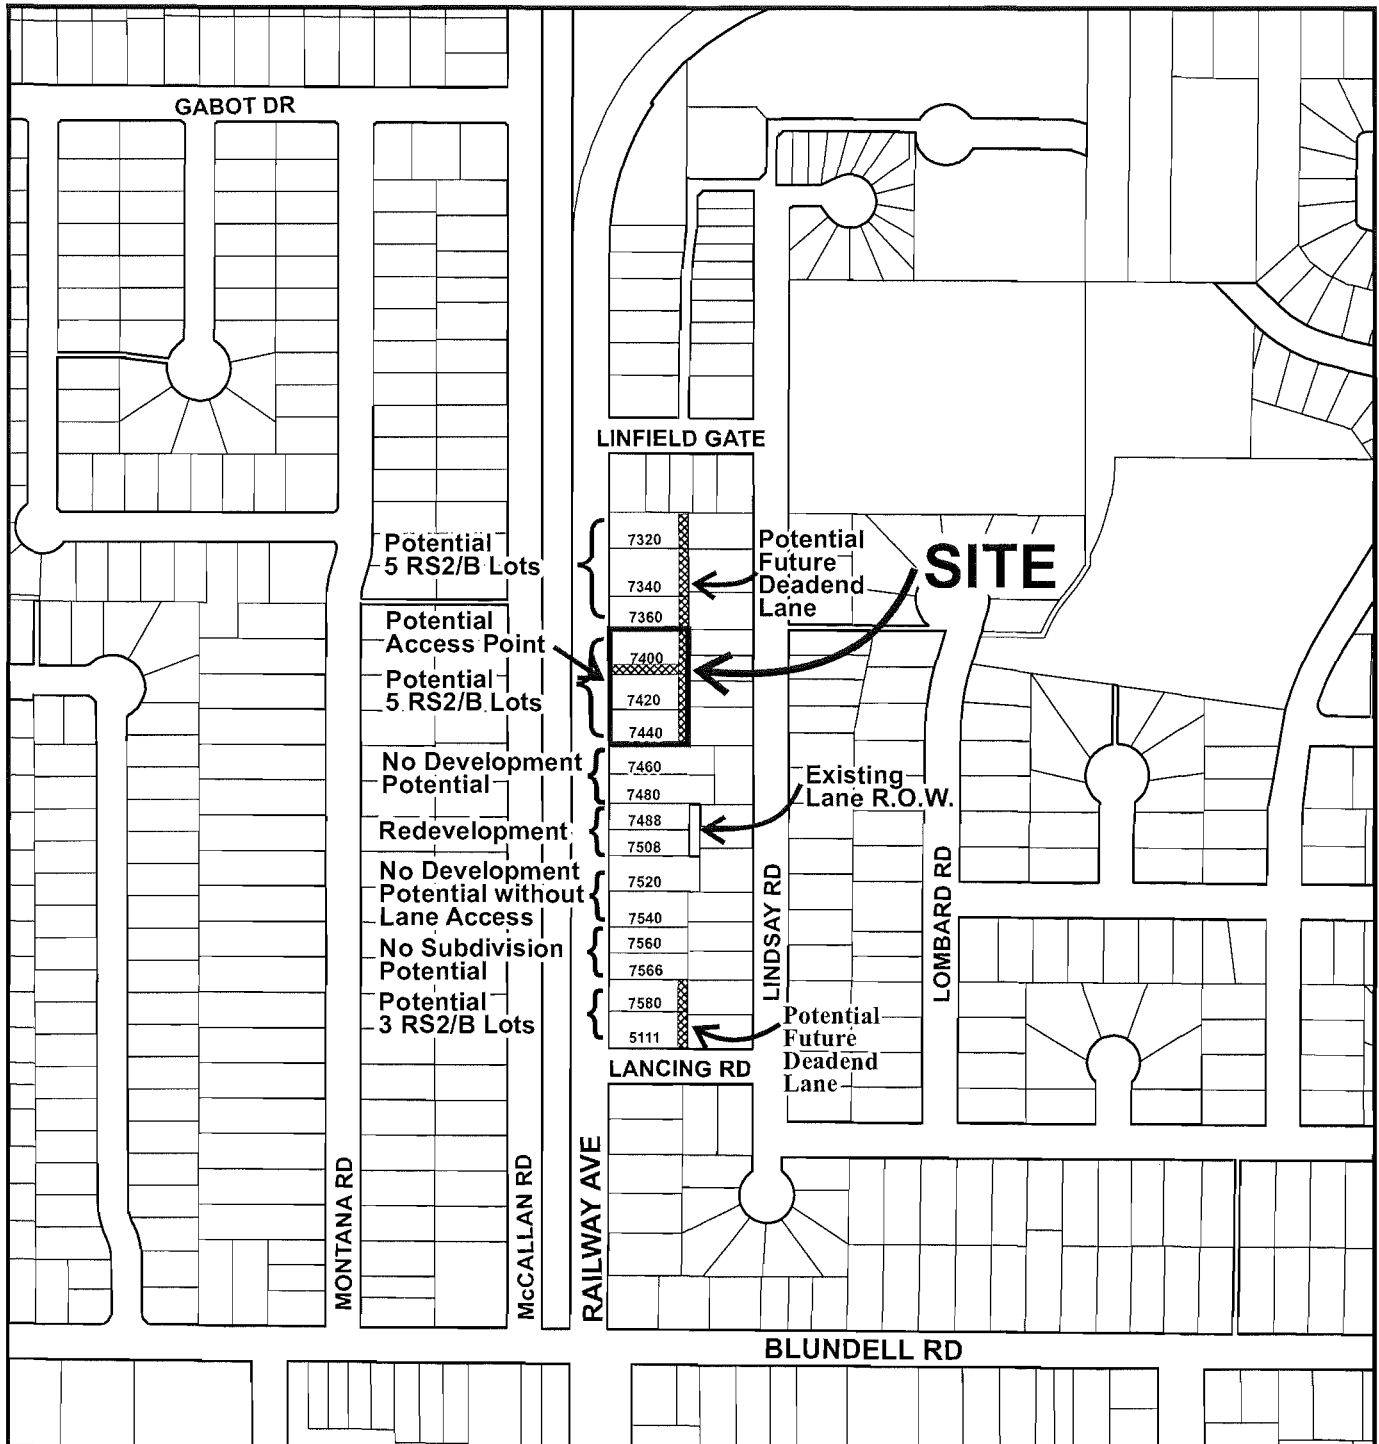 GABOT DR
LINFIELD GATE
Potential
5 RS2/B Lots
7320
7340
7360
Potential
Future
Deadend
Lane
SITE
Potential
Access Point
Potential
5 RS2/B Lots
7400
7420
7440
No Development
Potential
7460
7480
Existing
Lane R.O.W.
Redevelopment
7488
7508
No Development
Potential without
Lane Access
7520
7540
No Subdivision
Potential
7560
7566
Potential
3 RS2/B Lots
7580
5111
Potential
Future
Deadend
Lane
LANCING RD
LINDSAY RD
LOMBARD RD
MONTANA RD
McCALLAN RD
RAILWAY AVE
BLUNDELL RD